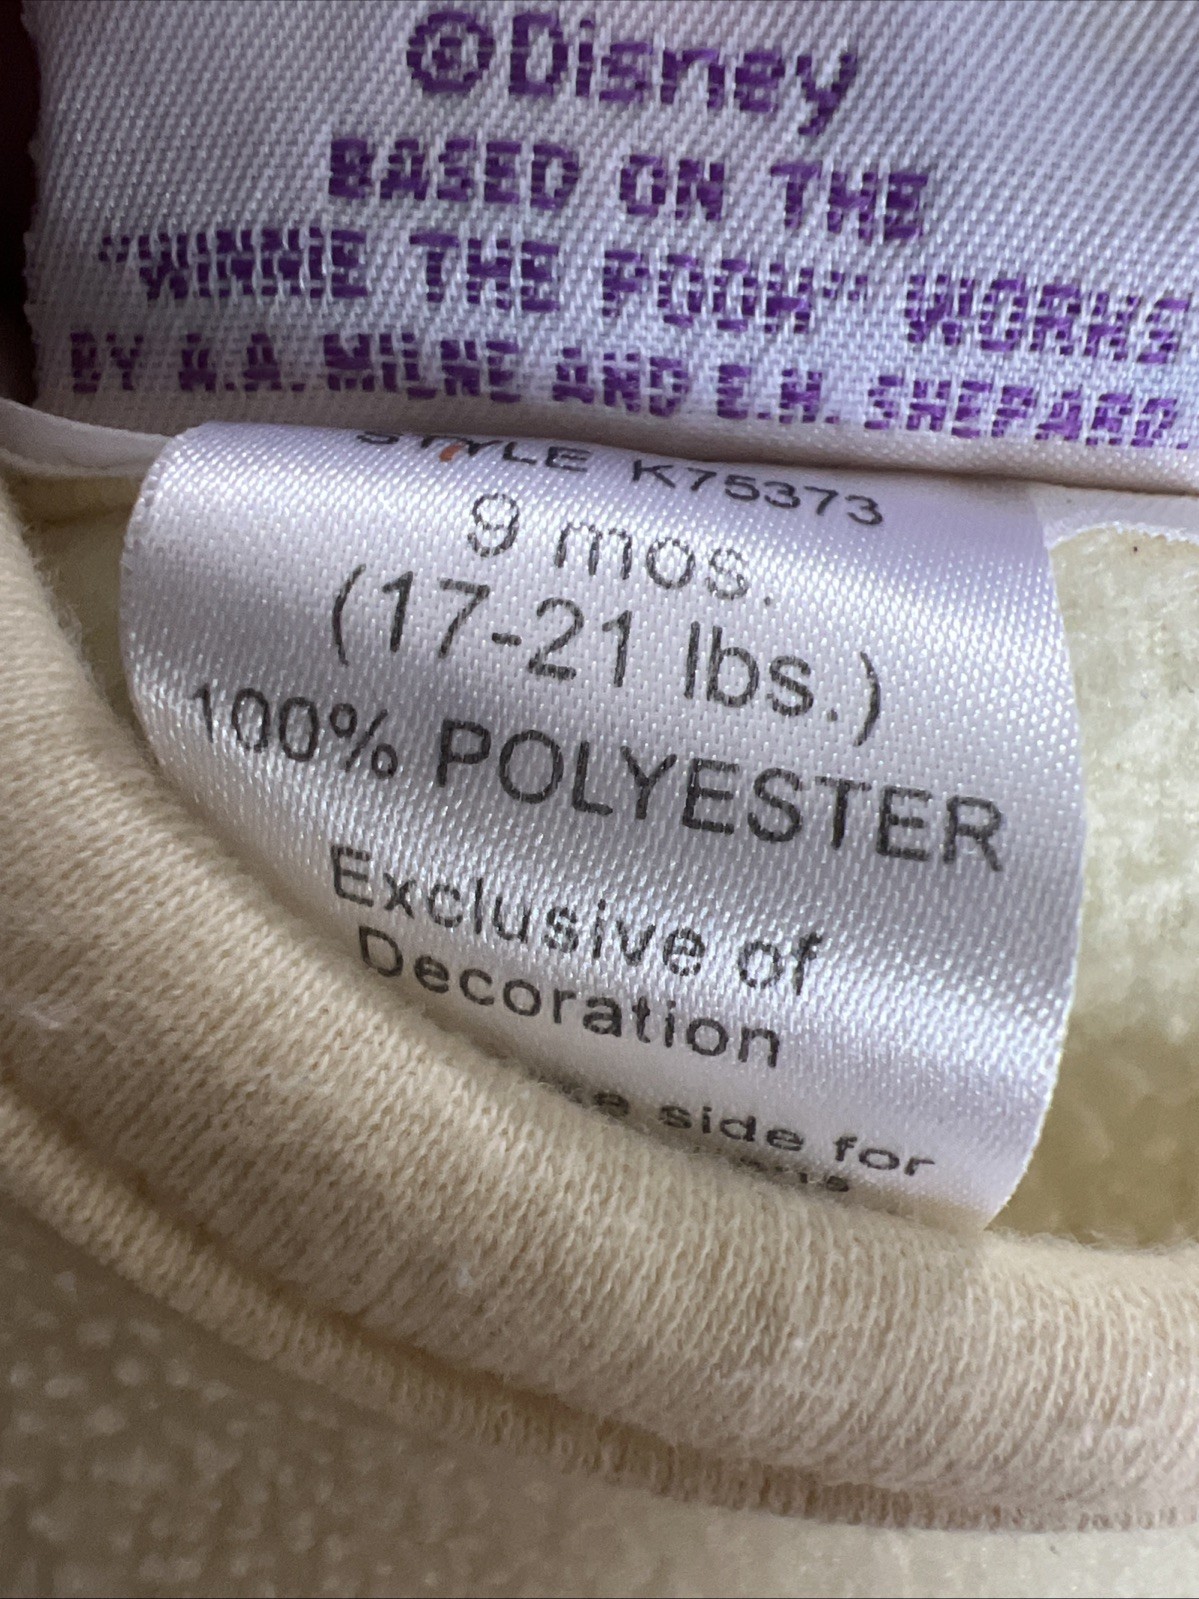 ©Disney
BASED ON THE
"WINNIE THE POOH" WORKS
BY A.A. MILNE AND E.H. SHEPARD.
STYLE K75373
9 mos.
(17-21 lbs.)
100% POLYESTER
Exclusive of
Decoration
side for